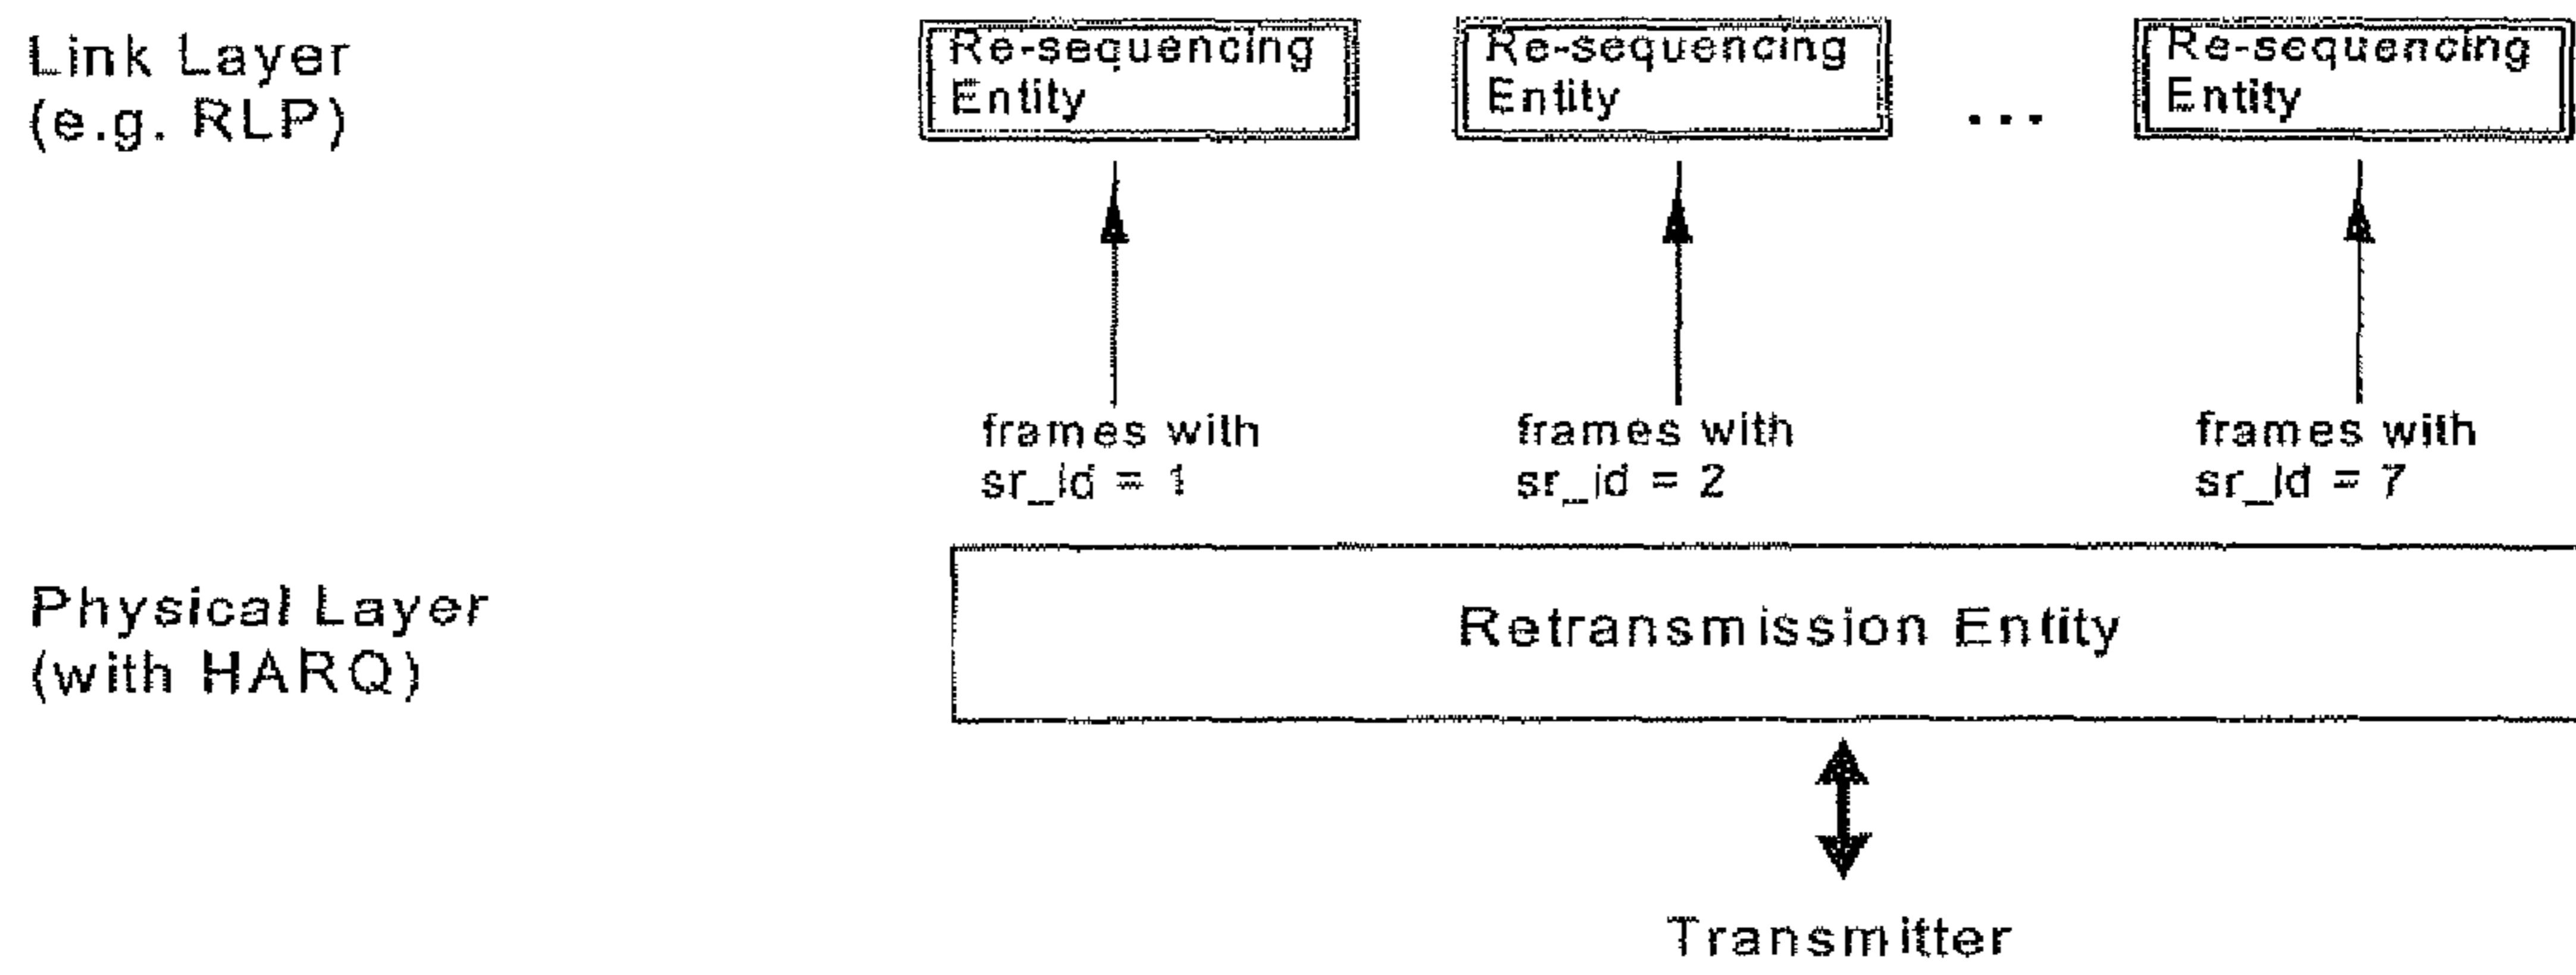 Link Layer
(e.g. RLP)
Re-sequencing
Entity
Re-sequencing
Entity
...
Re-sequencing
Entity
frames with
sr_id = 1
frames with
sr_id = 2
frames with
sr_id = 7
Physical Layer
(with HARQ)
Retransmission Entity
Transmitter